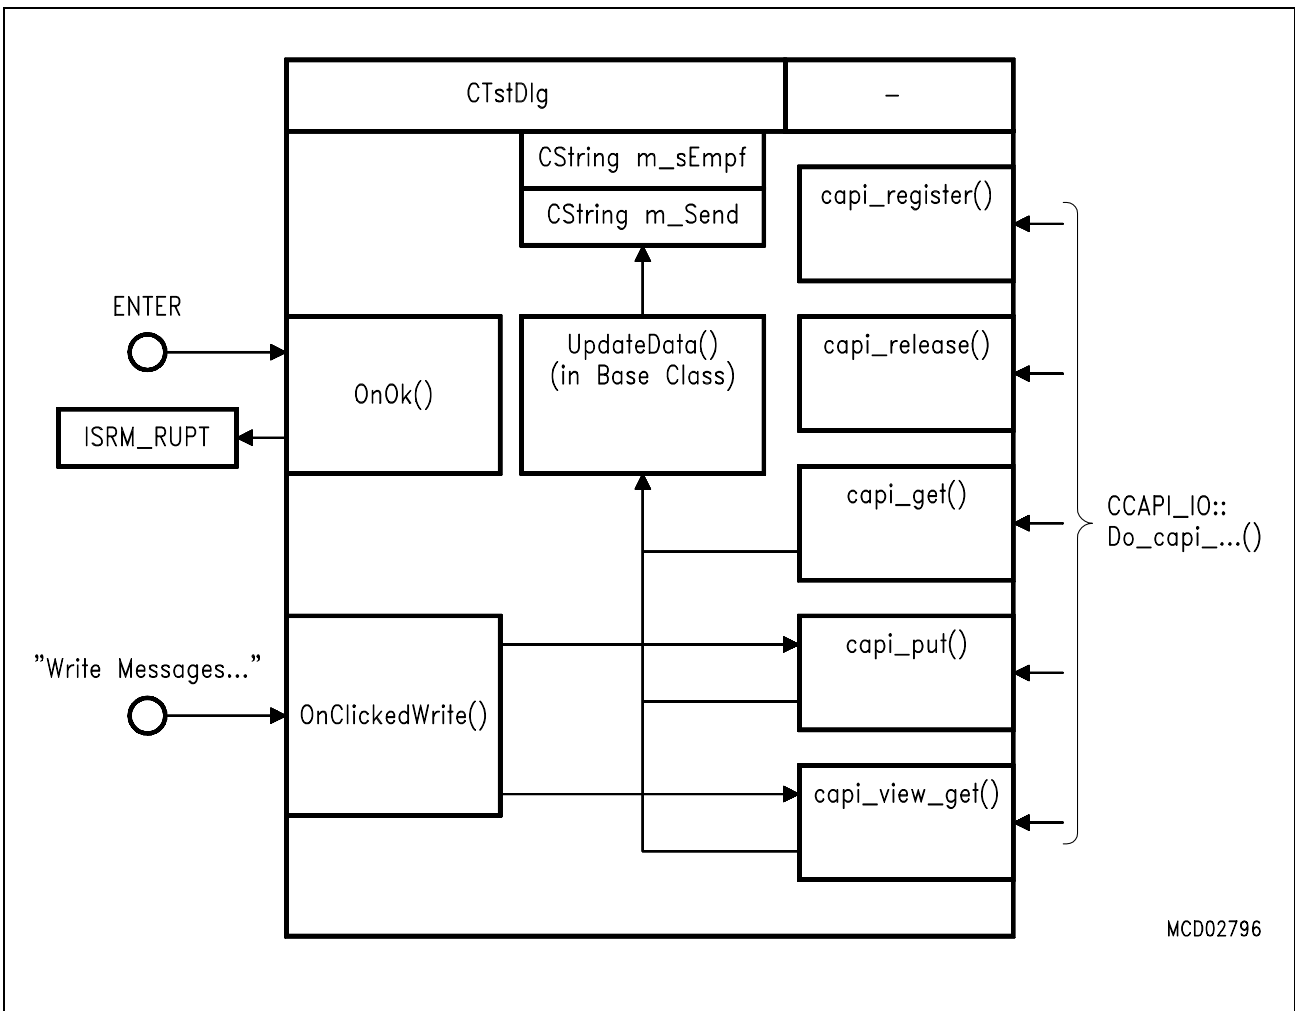 CTstDlg
–
CString m_sEmpf
CString m_Send
capi_register()
ENTER
OnOk()
ISRM_RUPT
UpdateData()
(in Base Class)
capi_release()
capi_get()
CCAPI_IO::
Do_capi_...()
"Write Messages..."
OnClickedWrite()
capi_put()
capi_view_get()
MCD02796